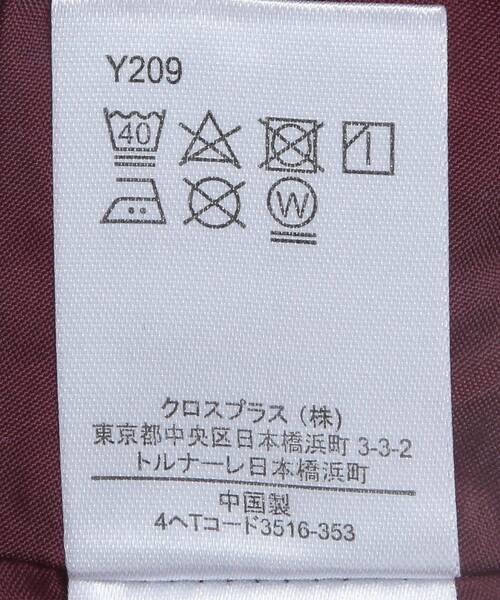 Y209
40
W
クロスプラス (株)
東京都中央区日本橋浜町 3-3-2
トルナーレ日本橋浜町
中国製
4ヘTコード3516-353